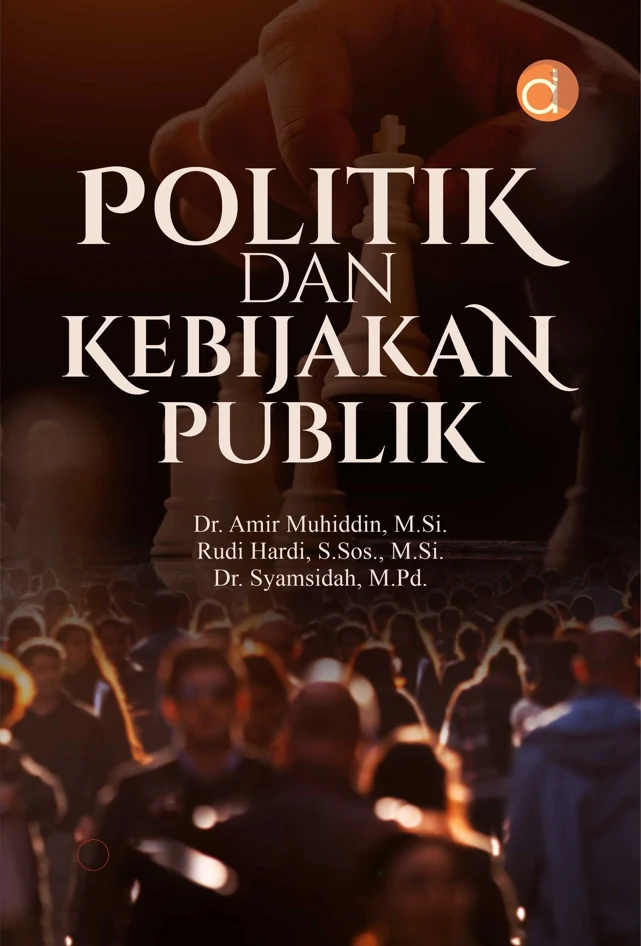 d
POLITIK
DAN
KEBIJAKAN
PUBLIK
Dr. Amir Muhiddin, M.Si.
Rudi Hardi, S.Sos., M.Si.
Dr. Syamsidah, M.Pd.